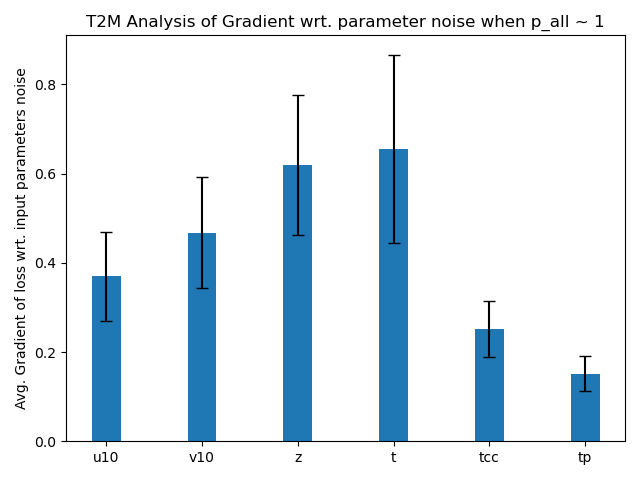 T2M Analysis of Gradient wrt. parameter noise when p_all ~ 1
Avg. Gradient of loss wrt. input parameters noise
0.8
0.6
0.4
0.2
0.0
u10
v10
z
t
tcc
tp